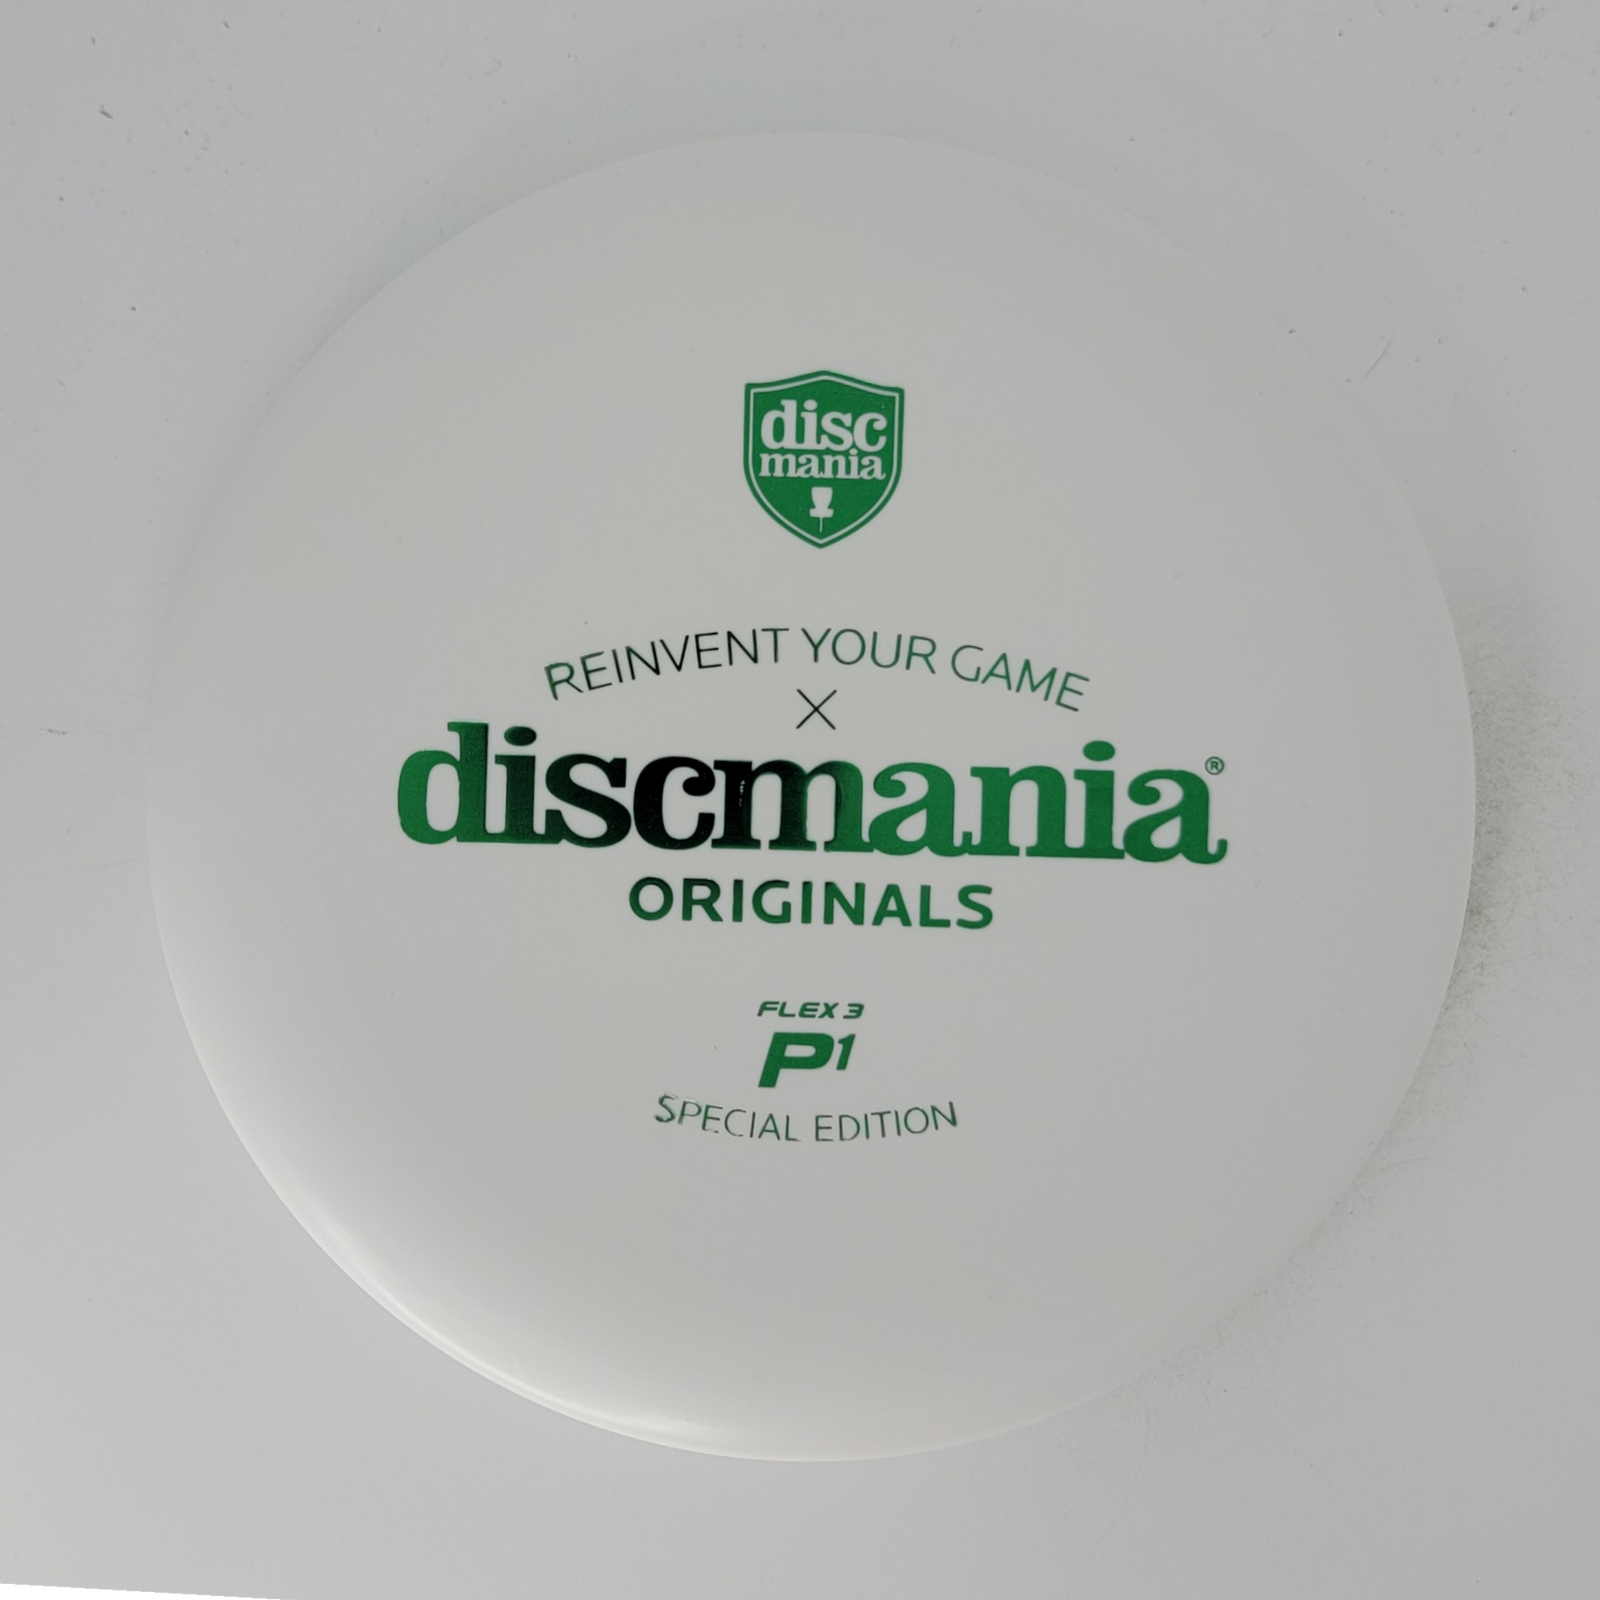 disc
mania
REINVENT YOUR GAME
X
discmania®
ORIGINALS
FLEX 3
P1
SPECIAL EDITION